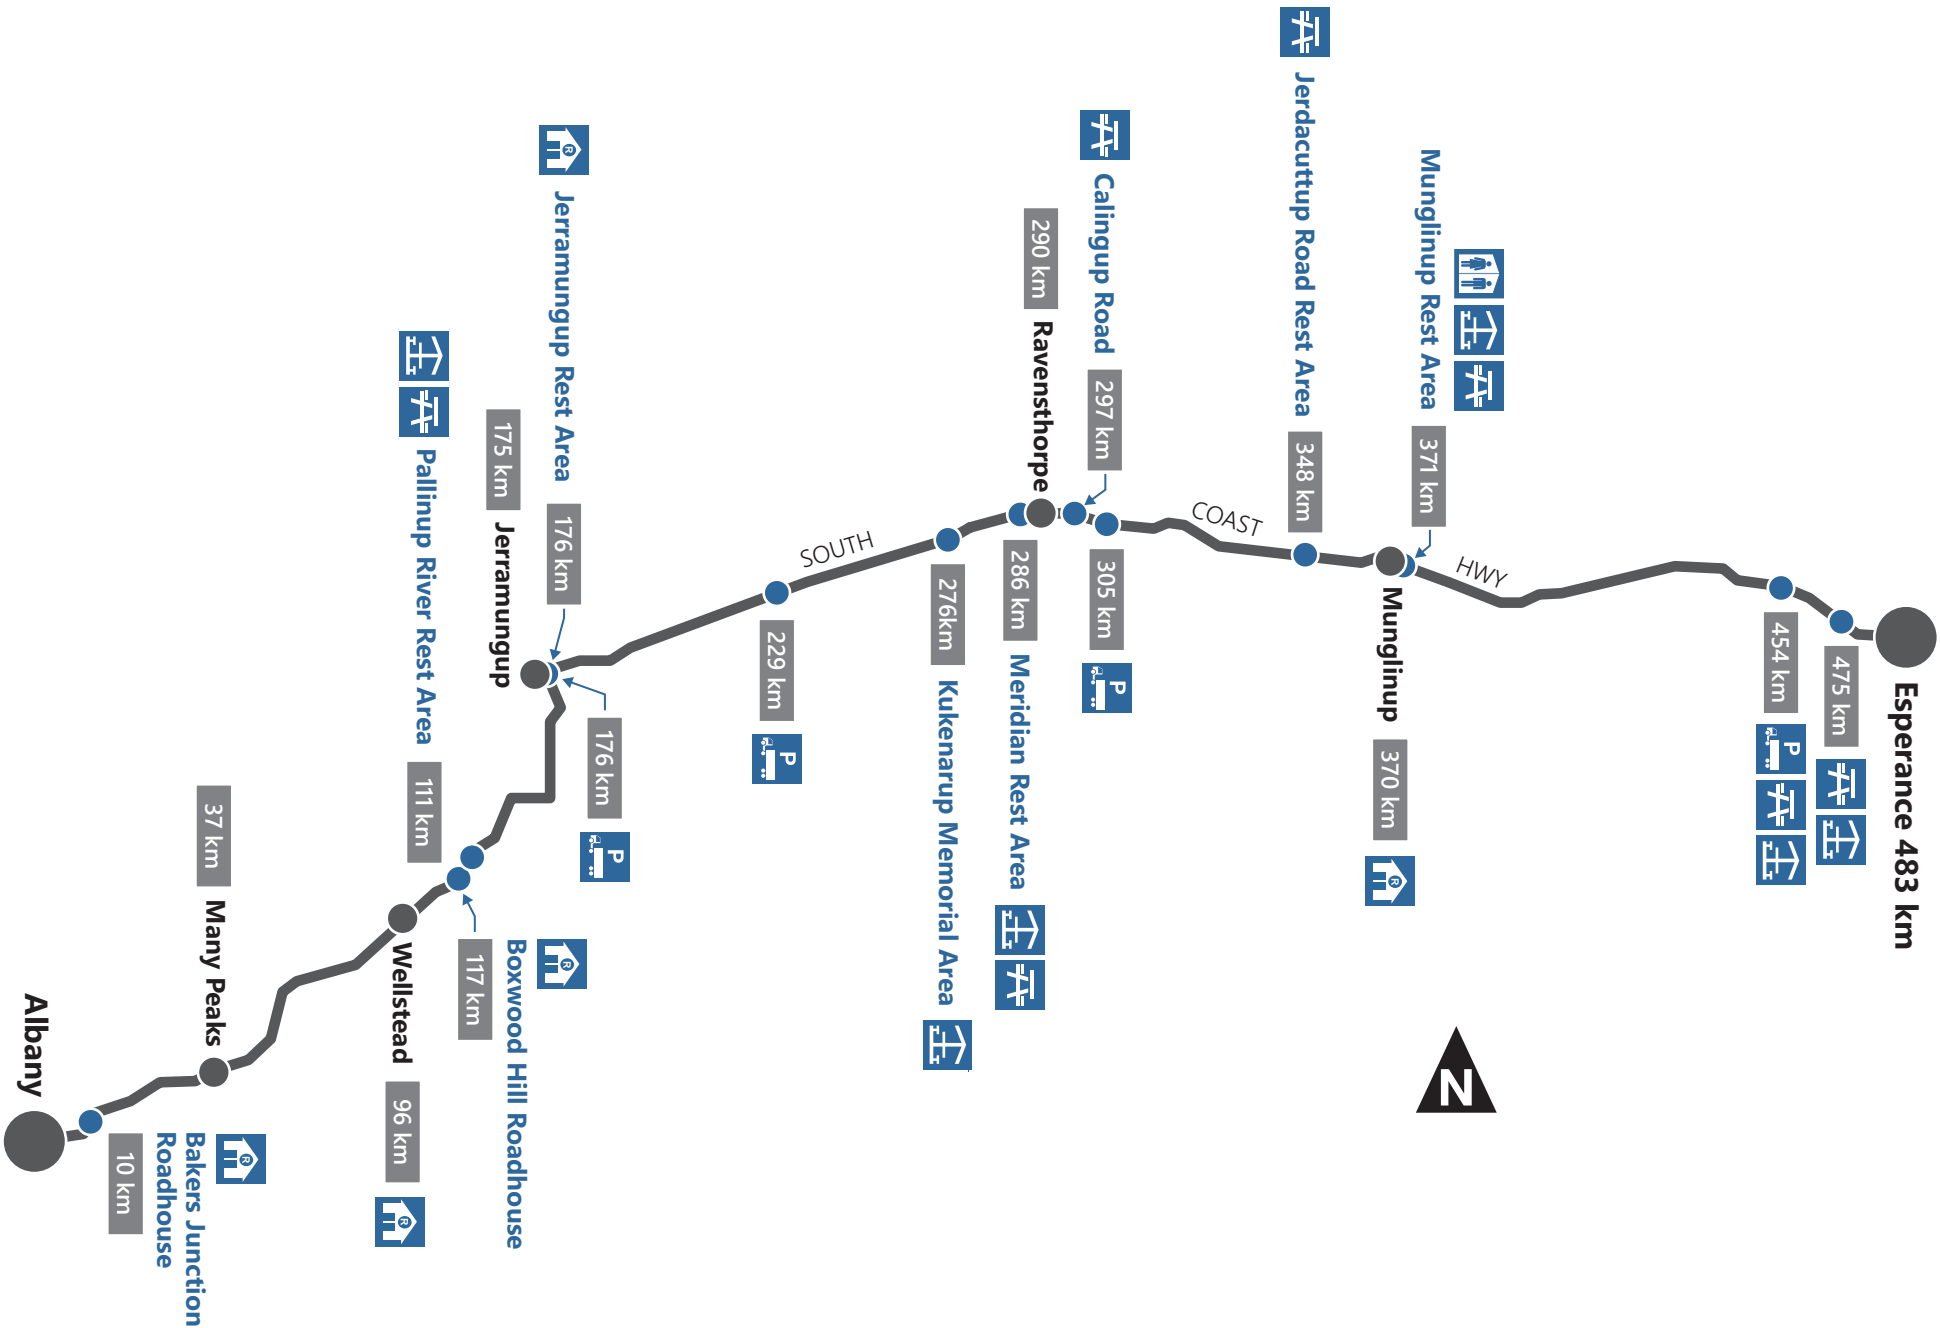 Jerdacuttup Road Rest Area
348 km
Munglinup Rest Area
371 km
Calingup Road
297 km
290 km
Ravensthorpe
R
Jerramungup Rest Area
176 km
Pallinup River Rest Area
111 km
175 km
Jerramungup
SOUTH
COAST
HWY
176 km
P
229 km
P
276km
Kukenarup Memorial Area
286 km
Meridian Rest Area
305 km
P
Munglinup
370 km
R
454 km
P
475 km
Esperance 483 km
37 km
Many Peaks
Wellstead
96 km
R
117 km
Boxwood Hill Roadhouse
R
Albany
10 km
Bakers Junction
Roadhouse
R
N